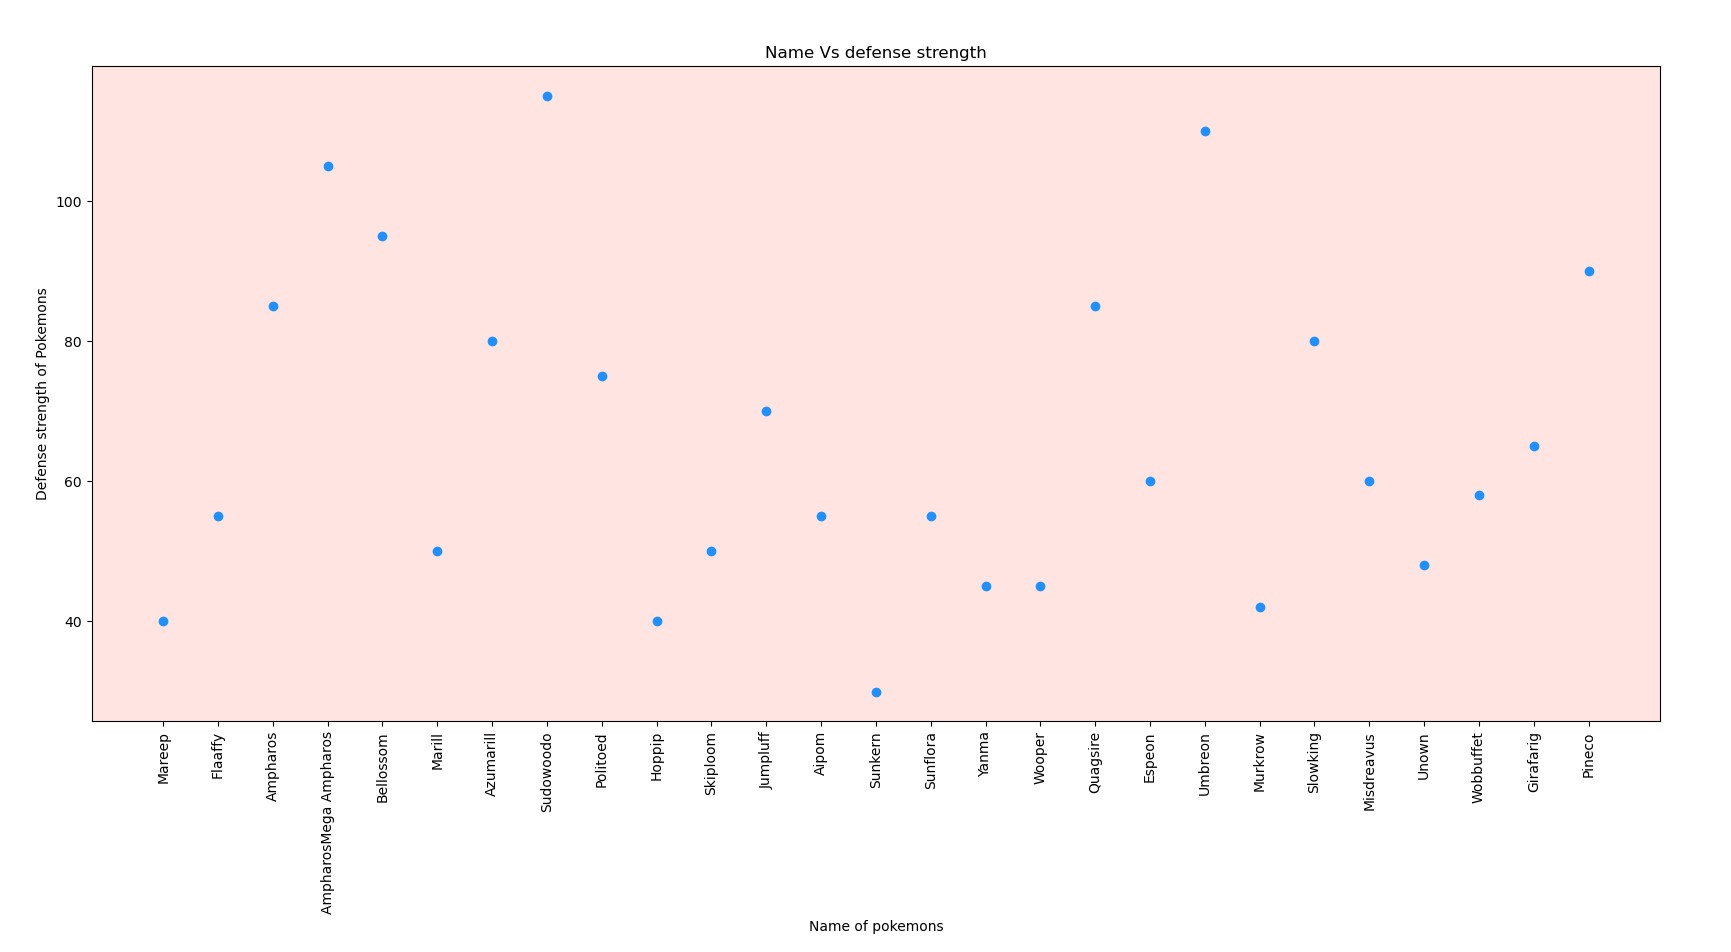 Name Vs defense strength
Defense strength of Pokemons
100
80
60
40
Mareep
Flaaffy
Ampharos
AmpharosMega Ampharos
Bellossom
Marill
Azumarill
Sudowoodo
Politoed
Hoppip
Skiploom
Jumpluff
Aipom
Sunkern
Sunflora
Yanma
Wooper
Quagsire
Espeon
Umbreon
Murkrow
Slowking
Misdreavus
Unown
Wobbuffet
Girafarig
Pineco
Name of pokemons